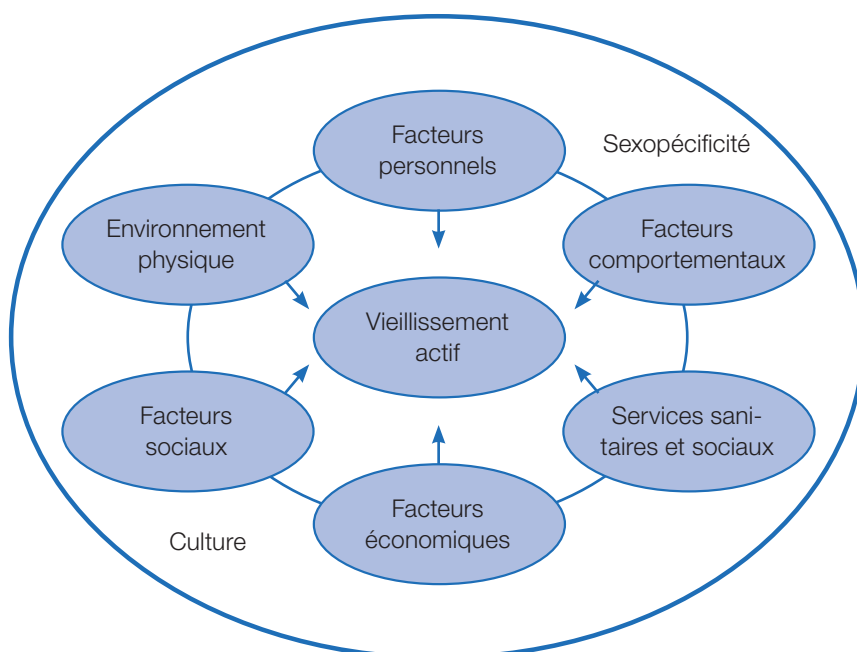 Facteurs
personnels
Sexopécificité
Environnement
physique
Facteurs
comportementaux
Vieillissement
actif
Facteurs
sociaux
Services sani-
taires et sociaux
Facteurs
économiques
Culture